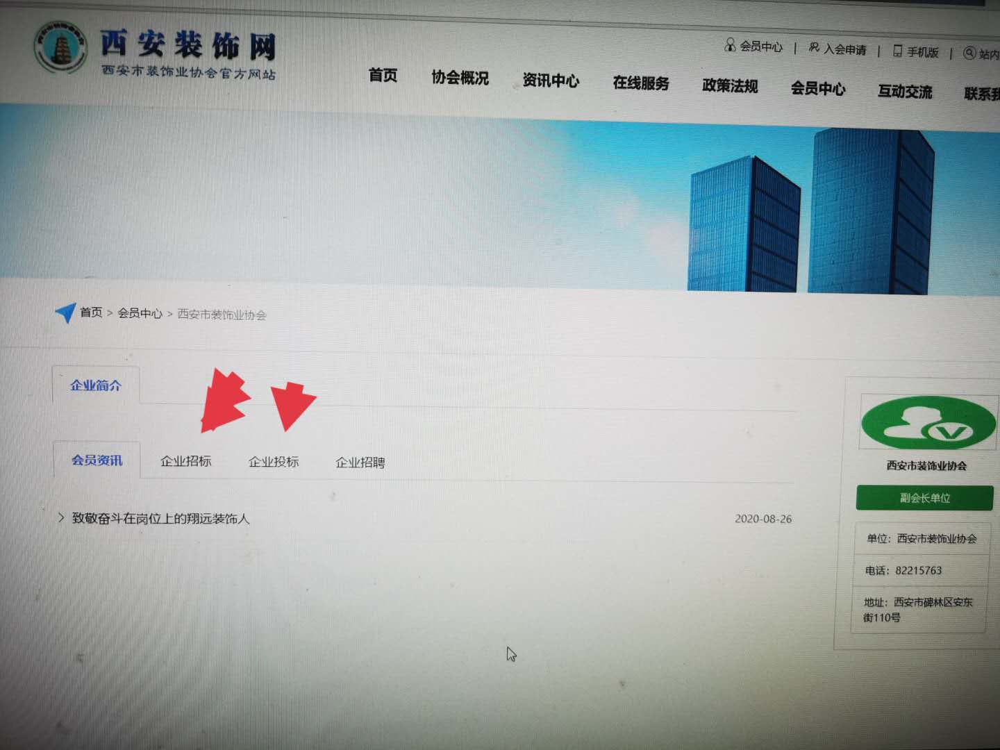 西安装饰网
西安市装饰业协会官方网站
会员中心 | 入会申请 | 手机版 | 站内
首页 协会概况 资讯中心 在线服务 政策法规 会员中心 互动交流 联系我
首页 > 会员中心 > 西安市装饰业协会
企业简介
会员资讯 企业招标 企业投标 企业招聘
> 致敬奋斗在岗位上的翔远装饰人 2020-08-26
西安市装饰业协会
副会长单位
单位：西安市装饰业协会
电话：82215763
地址：西安市碑林区安东
街110号